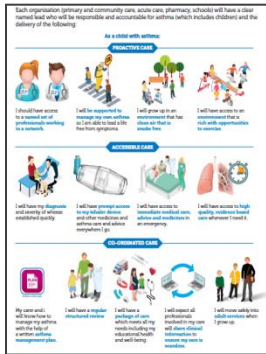 Each organisation (primary and community care, acute care, pharmacy, schools) will have a clear
named lead who will be responsible and accountable for asthma (which includes children) and the
delivery of the following:
As a child with asthma:
PROACTIVE CARE
I should have access
to a named set of
professionals working
in a network.
I will be supported to
manage my own asthma
so I am able to lead a life
free from symptoms.
I will grow up in an
environment that has
clean air that is
smoke free.
I will have access to an
environment that is
rich with opportunities
to exercise.
ACCESSIBLE CARE
I will have my diagnosis
and severity of wheeze
established quickly.
I will have prompt access
to my inhaler device
and other medicines and
asthma care and advice
everywhere I go.
I will have access to
immediate medical care,
advice and medicines in
an emergency.
I will have access to high
quality, evidence based
care whenever I need it.
CO-ORDINATED CARE
My carer and I
will know how to
manage my asthma
with the help of
a written asthma
management plan.
I will have a regular
structured review
I will have a
package of care
which meets all my
needs including my
educational health
and well-being.
I will expect all
professionals
involved in my care
will share clinical
information to
ensure my care is
seamless.
I will move safely into
adult services when
I grow up.